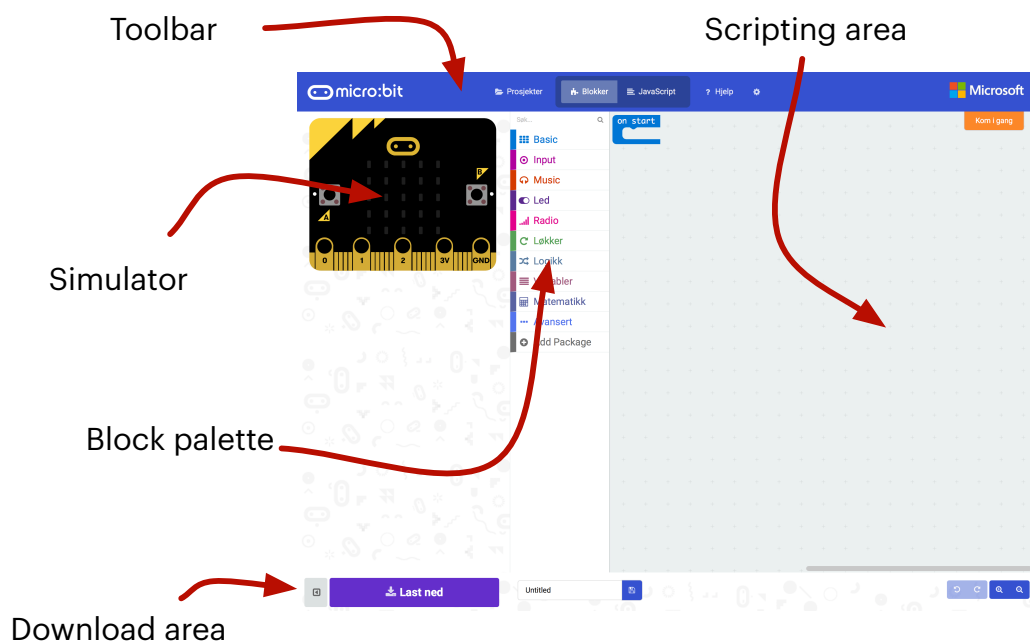 Toolbar
Scripting area
micro:bit
Prosjekter
Blokker
JavaScript
? Hjelp
Microsoft
Søk...
on start
Kom i gang
Basic
Input
Music
Led
Radio
Løkker
Logikk
Variabler
Matematikk
Avansert
Add Package
B
A
0 1 2 3V GND
Simulator
Block palette
Last ned
Untitled
Download area